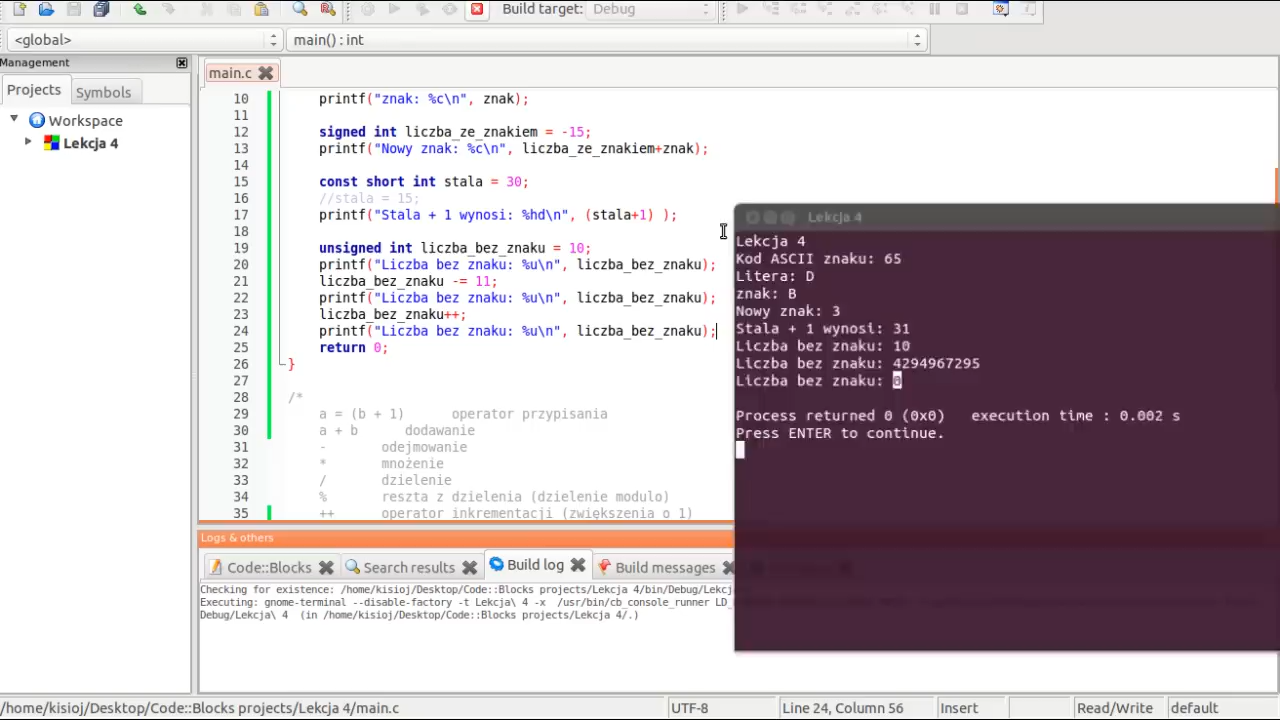 Build target: Debug
<global> main() : int
Management
main.c
Projects Symbols
Workspace
Lekcja 4
10 printf("znak: %c\n", znak);
11
12 signed int liczba_ze_znakiem = -15;
13 printf("Nowy znak: %c\n", liczba_ze_znakiem+znak);
14
15 const short int stala = 30;
16 //stala = 15;
17 printf("Stala + 1 wynosi: %hd\n", (stala+1) );
18
19 unsigned int liczba_bez_znaku = 10;
20 printf("Liczba bez znaku: %u\n", liczba_bez_znaku);
21 liczba_bez_znaku -= 11;
22 printf("Liczba bez znaku: %u\n", liczba_bez_znaku);
23 liczba_bez_znaku++;
24 printf("Liczba bez znaku: %u\n", liczba_bez_znaku);
25 return 0;
26 }
27
28 /*
29 a = (b + 1) operator przypisania
30 a + b dodawanie
31 - odejmowanie
32 * mnożenie
33 / dzielenie
34 % reszta z dzielenia (dzielenie modulo)
35 ++ operator inkrementacji (zwiększenia o 1)
Lekcja 4
Lekcja 4
Kod ASCII znaku: 65
Litera: D
znak: B
Nowy znak: 3
Stala + 1 wynosi: 31
Liczba bez znaku: 10
Liczba bez znaku: 4294967295
Liczba bez znaku: 0
Process returned 0 (0x0) execution time : 0.002 s
Press ENTER to continue.
Logs & others
Code::Blocks Search results Build log Build messages
Checking for existence: /home/kisioj/Desktop/Code::Blocks projects/Lekcja 4/bin/Debug/Lekcj
Executing: gnome-terminal --disable-factory -t Lekcja\ 4 -x /usr/bin/cb_console_runner LD_
Debug/Lekcja\ 4 (in /home/kisioj/Desktop/Code::Blocks projects/Lekcja 4/.)
/home/kisioj/Desktop/Code::Blocks projects/Lekcja 4/main.c UTF-8 Line 24, Column 56 Insert Read/Write default